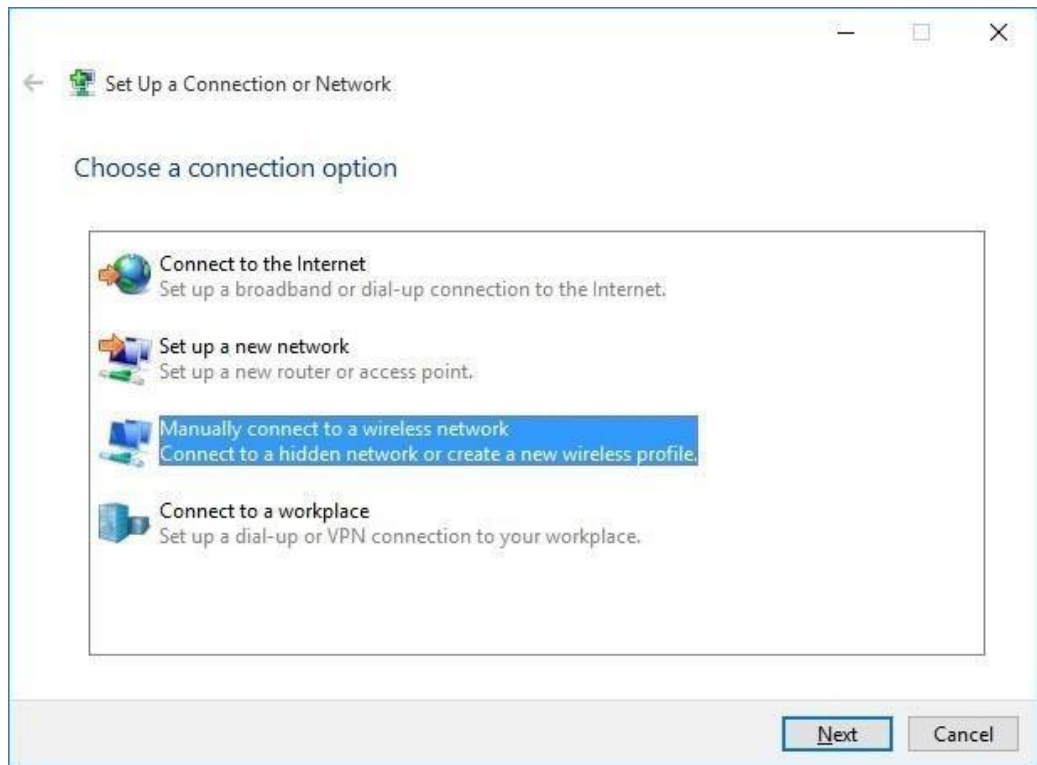 Set Up a Connection or Network
Choose a connection option
Connect to the Internet
Set up a broadband or dial-up connection to the Internet.
Set up a new network
Set up a new router or access point.
Manually connect to a wireless network
Connect to a hidden network or create a new wireless profile.
Connect to a workplace
Set up a dial-up or VPN connection to your workplace.
Next Cancel